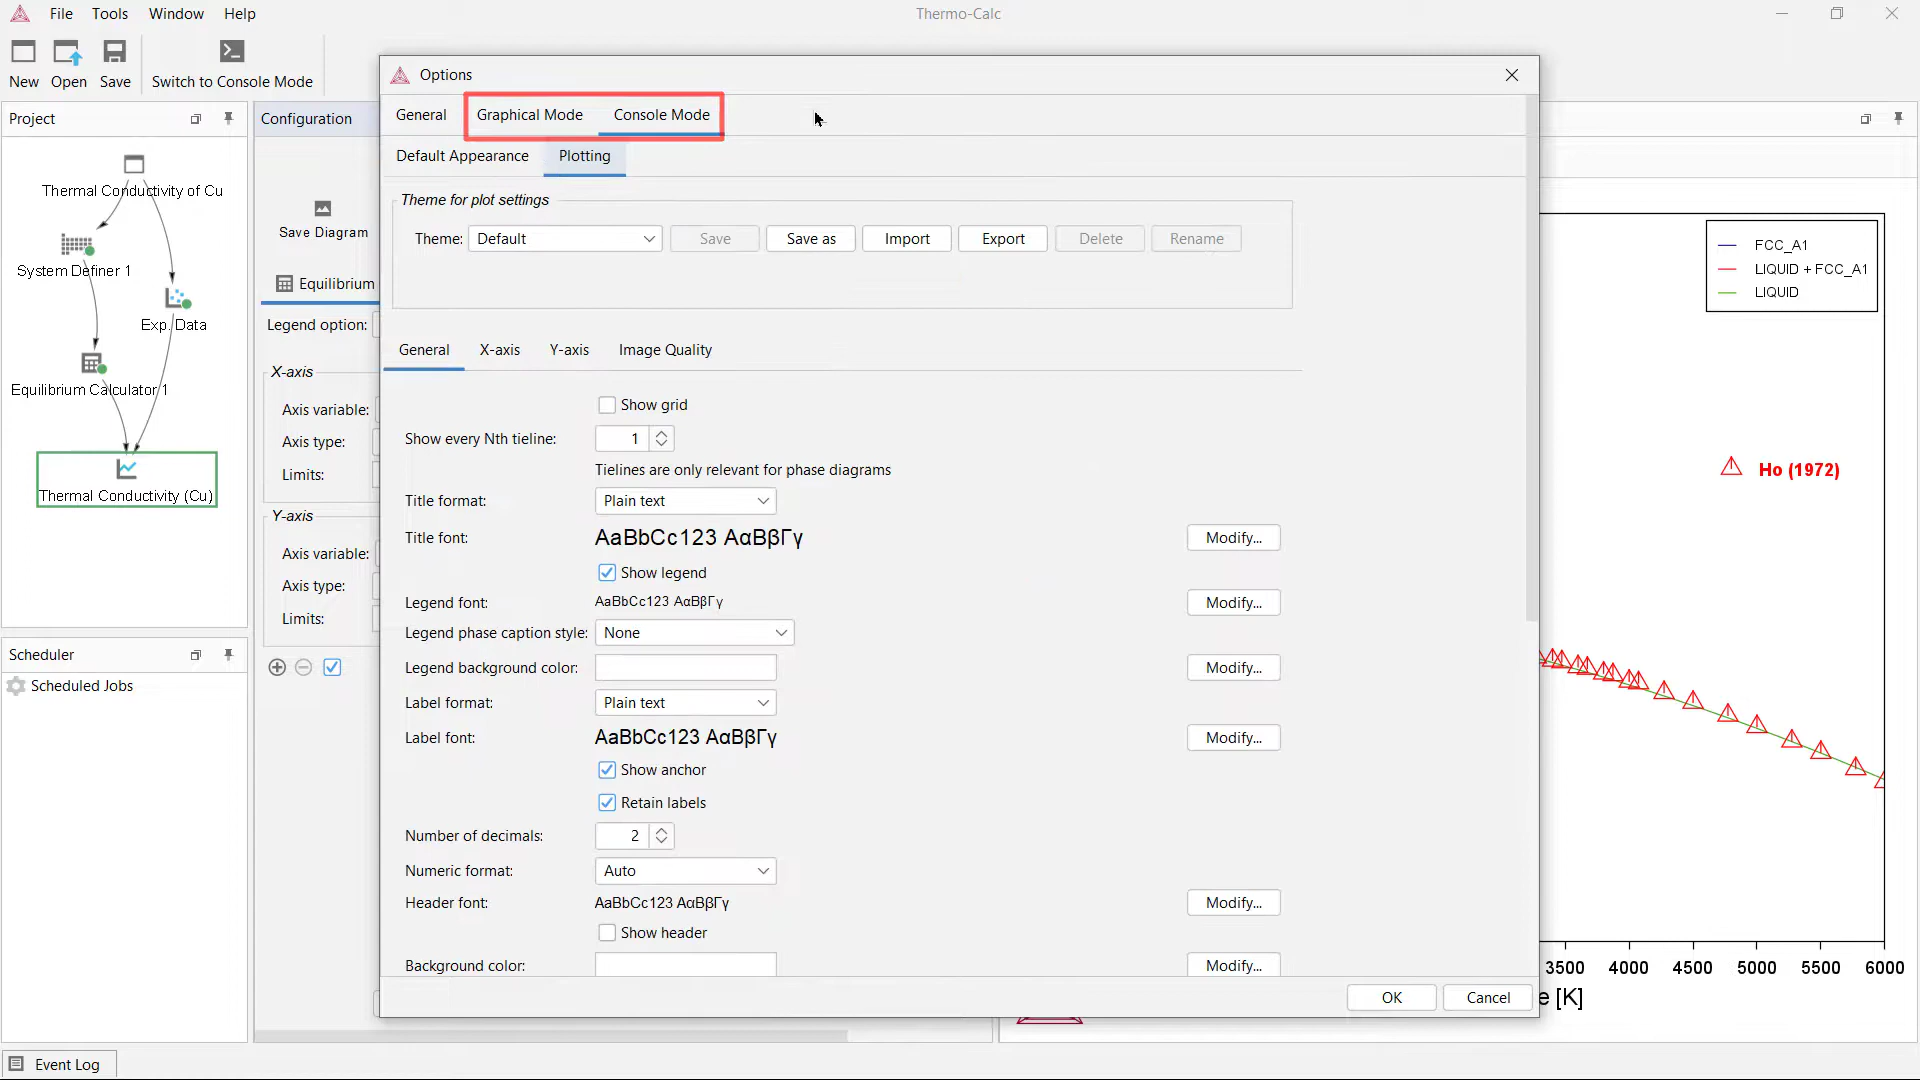 File Tools Window Help
Thermo-Calc
New Open Save Switch to Console Mode
Project
Thermal Conductivity of Cu
System Definer 1
Exp. Data
Equilibrium Calculator 1
Thermal Conductivity (Cu)
Scheduler
Scheduled Jobs
Event Log
Configuration
Save Diagram
Equilibrium
Legend option:
X-axis
Axis variable:
Axis type:
Limits:
Y-axis
Axis variable:
Axis type:
Limits:
Options
General Graphical Mode Console Mode
Default Appearance Plotting
Theme for plot settings
Theme: Default Save Save as Import Export Delete Rename
General X-axis Y-axis Image Quality
Show grid
Show every Nth tieline: 1
Tielines are only relevant for phase diagrams
Title format: Plain text
Title font: AaBbCc123 ΑαΒβΓγ Modify...
Show legend
Legend font: AaBbCc123 ΑαΒβΓγ Modify...
Legend phase caption style: None
Legend background color: Modify...
Label format: Plain text
Label font: AaBbCc123 ΑαΒβΓγ Modify...
Show anchor
Retain labels
Number of decimals: 2
Numeric format: Auto
Header font: AaBbCc123 ΑαΒβΓγ Modify...
Show header
Background color: Modify...
OK Cancel
FCC_A1
LIQUID + FCC_A1
LIQUID
Ho (1972)
3500 4000 4500 5000 5500 6000
e [K]